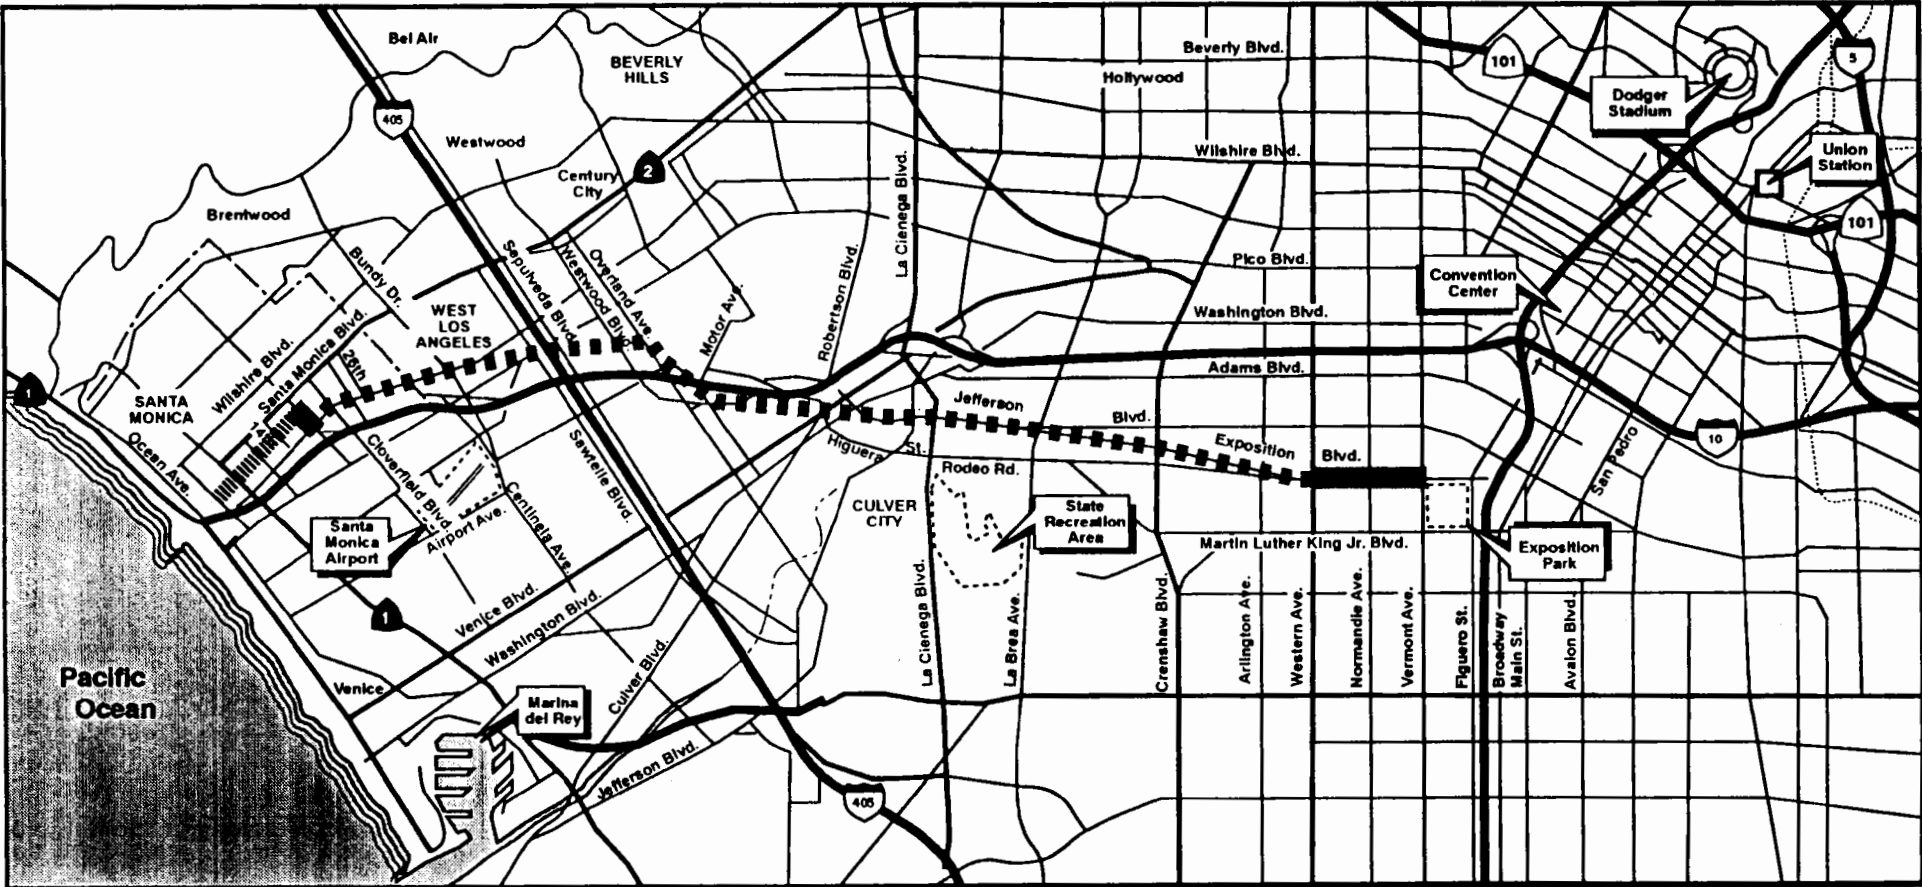 Bel Air
BEVERLY
HILLS
Beverly Blvd.
Hollywood
101
5
Dodger
Stadium
405
Westwood
Wilshire Blvd.
Union
Station
Century
City
2
La Cienega Blvd.
Brentwood
101
Bundy Dr.
Sepulveda Blvd.
Westwood Blvd.
Overland Ave.
Motor Ave.
Robertson Blvd.
Pico Blvd.
Convention
Center
WEST
LOS
ANGELES
Washington Blvd.
Wilshire Blvd.
Santa Monica Blvd.
26th
Adams Blvd.
1
SANTA
MONICA
14th
Ocean Ave.
Jefferson
Blvd.
Exposition
Blvd.
10
San Pedro
Cloverfield Blvd.
Sawtelle Blvd.
Higuera
St.
Rodeo Rd.
CULVER
CITY
State
Recreation
Area
Santa
Monica
Airport
Airport Ave.
Centinela Ave.
Martin Luther King Jr. Blvd.
Exposition
Park
1
Venice Blvd.
Washington Blvd.
Culver Blvd.
La Cienega Blvd.
La Brea Ave.
Crenshaw Blvd.
Arlington Ave.
Western Ave.
Normandie Ave.
Vermont Ave.
Figuero St.
Broadway
Main St.
Avalon Blvd.
Pacific
Ocean
Venice
Marina
del Rey
Jefferson Blvd.
405